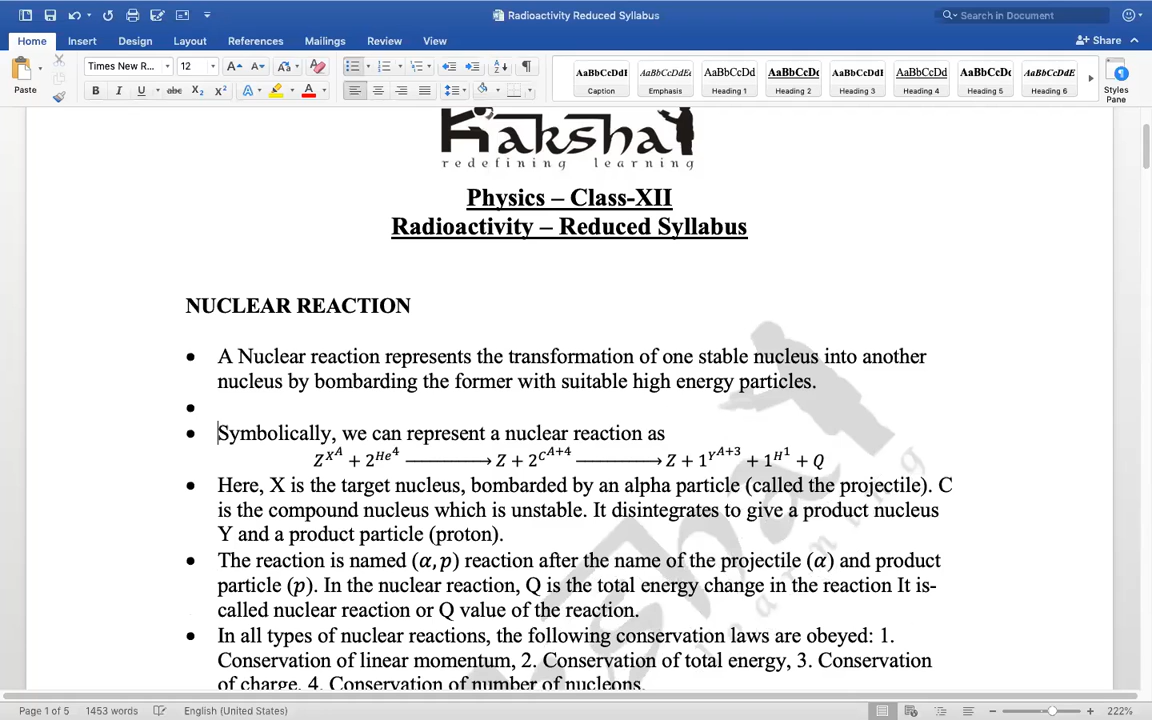 Radioactivity Reduced Syllabus
Search in Document
Home Insert Design Layout References Mailings Review View
Share
Paste
Times New R... 12
AaBbCcDdI AaBbCcDdEe AaBbCcDd AaBbCcDc AaBbCcDdI AaBbCcDd AaBbCcDc AaBbCcDdE
Caption Emphasis Heading 1 Heading 2 Heading 3 Heading 4 Heading 5 Heading 6
Styles Pane
Rakshai
redefining learning
Physics – Class-XII
Radioactivity – Reduced Syllabus
NUCLEAR REACTION
• A Nuclear reaction represents the transformation of one stable nucleus into another
nucleus by bombarding the former with suitable high energy particles.
•
• Symbolically, we can represent a nuclear reaction as
Z^{X^A} + 2^{He^4} ⟶ Z + 2^{C^{A+4}} ⟶ Z + 1^{Y^{A+3}} + 1^{H^1} + Q
• Here, X is the target nucleus, bombarded by an alpha particle (called the projectile). C
is the compound nucleus which is unstable. It disintegrates to give a product nucleus
Y and a product particle (proton).
• The reaction is named (α, p) reaction after the name of the projectile (α) and product
particle (p). In the nuclear reaction, Q is the total energy change in the reaction It is-
called nuclear reaction or Q value of the reaction.
• In all types of nuclear reactions, the following conservation laws are obeyed: 1.
Conservation of linear momentum, 2. Conservation of total energy, 3. Conservation
of charge, 4. Conservation of number of nucleons.
Page 1 of 5 1453 words English (United States) 222%